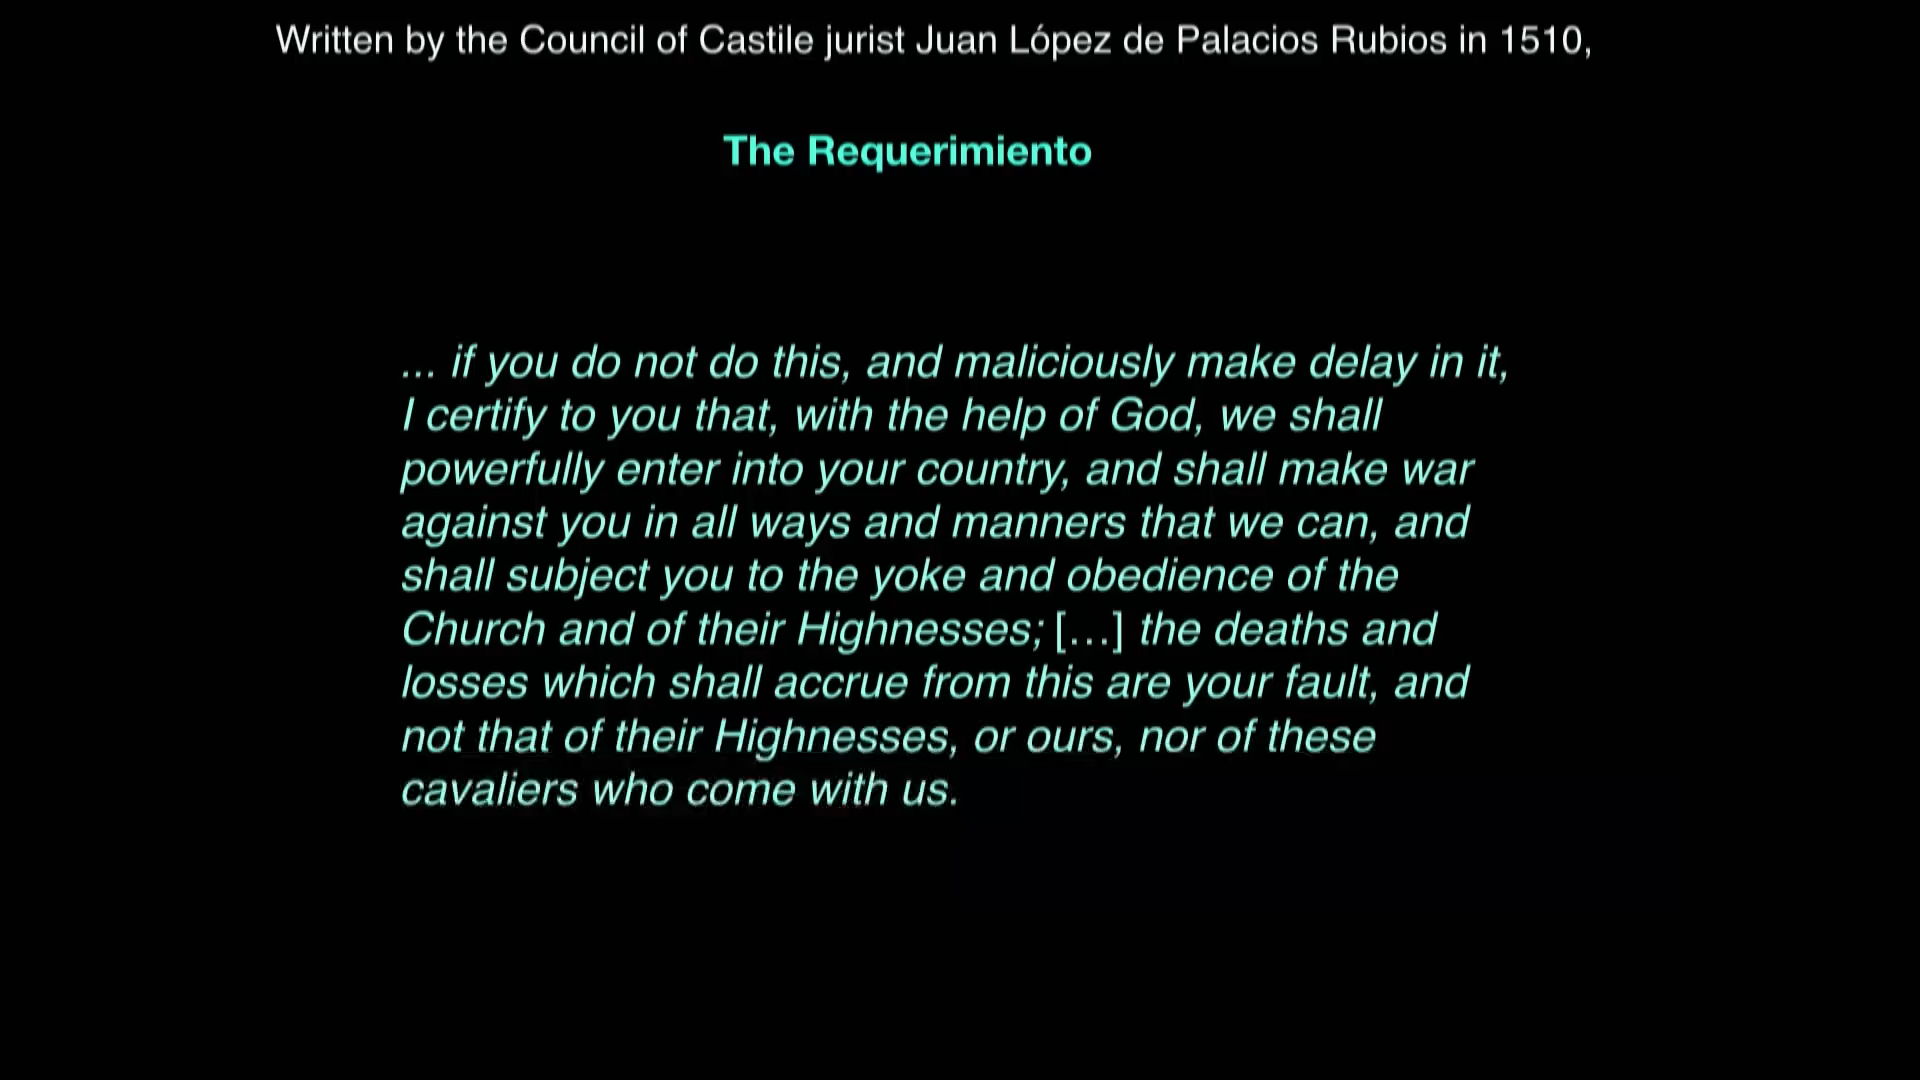 Written by the Council of Castile jurist Juan López de Palacios Rubios in 1510,
The Requerimiento
... if you do not do this, and maliciously make delay in it,
I certify to you that, with the help of God, we shall
powerfully enter into your country, and shall make war
against you in all ways and manners that we can, and
shall subject you to the yoke and obedience of the
Church and of their Highnesses; […] the deaths and
losses which shall accrue from this are your fault, and
not that of their Highnesses, or ours, nor of these
cavaliers who come with us.